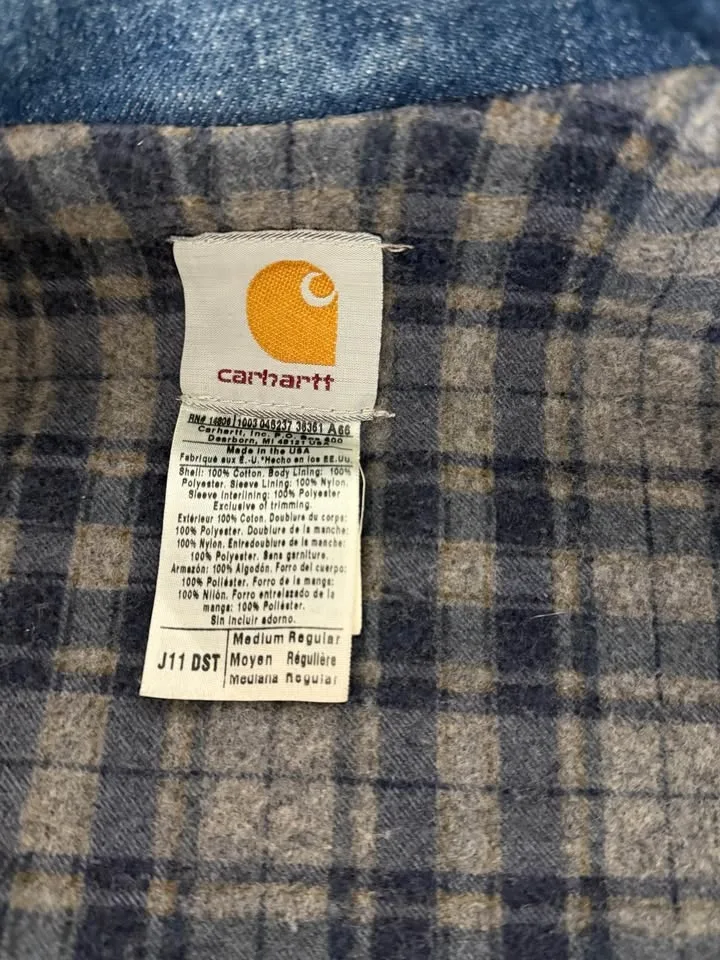 carhartt
RN# 14806 1003 048237 38361 A 66
Carhartt, Inc. P.O. Box 600
Dearborn, MI 48121 USA
Made in the USA
Fabriqué aux É.-U.*Hecho en los EE.UU.
Shell: 100% Cotton. Body Lining: 100%
Polyester. Sleeve Lining: 100% Nylon.
Sleeve Interlining: 100% Polyester
Exclusive of trimming.
Extérieur 100% Coton. Doublure du corps:
100% Polyester. Doublure de la manche:
100% Nylon. Entredoublure de la manche:
100% Polyester. Sans garniture.
Armazón: 100% Algodón. Forro del cuerpo:
100% Poliéster. Forro de la manga:
100% Nilón. Forro entrelazado de la
manga: 100% Poliéster.
Sin incluir adorno.
J11 DST
Medium Regular
Moyen Régulière
Mediana Regular